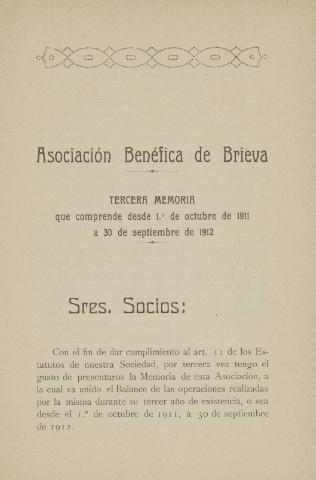 Asociación Benéfica de Brieva
TERCERA MEMORIA
que comprende desde 1.º de octubre de 1911
a 30 de septiembre de 1912
Sres. Socios:
Con el fin de dar cumplimiento al art. 11 de los Es-
tatutos de nuestra Sociedad, por tercera vez tengo el
gusto de presentaros la Memoria de esta Asociación, a
la cual va unido el Balance de las operaciones realizadas
por la misma durante su tercer año de existencia, o sea
desde el 1.º de octubre de 1911, a 30 de septiembre
de 1912.